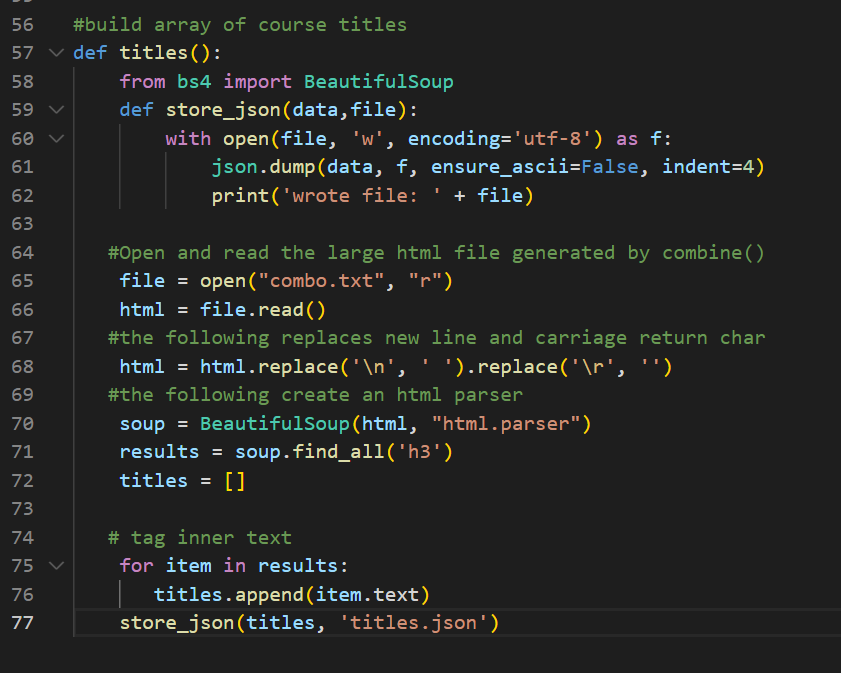 56 #build array of course titles
57 def titles():
58     from bs4 import BeautifulSoup
59     def store_json(data,file):
60         with open(file, 'w', encoding='utf-8') as f:
61             json.dump(data, f, ensure_ascii=False, indent=4)
62             print('wrote file: ' + file)
63
64    #Open and read the large html file generated by combine()
65     file = open("combo.txt", "r")
66     html = file.read()
67    #the following replaces new line and carriage return char
68     html = html.replace('\n', ' ').replace('\r', '')
69    #the following create an html parser
70     soup = BeautifulSoup(html, "html.parser")
71     results = soup.find_all('h3')
72     titles = []
73
74    # tag inner text
75     for item in results:
76        titles.append(item.text)
77     store_json(titles, 'titles.json')